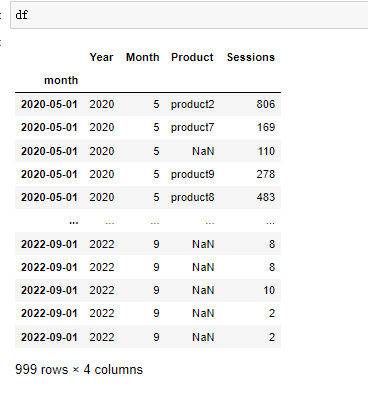 df
Year Month Product Sessions
month
2020-05-01 2020 5 product2 806
2020-05-01 2020 5 product7 169
2020-05-01 2020 5 NaN 110
2020-05-01 2020 5 product9 278
2020-05-01 2020 5 product8 483
... ... ... ... ...
2022-09-01 2022 9 NaN 8
2022-09-01 2022 9 NaN 8
2022-09-01 2022 9 NaN 10
2022-09-01 2022 9 NaN 2
2022-09-01 2022 9 NaN 2
999 rows × 4 columns